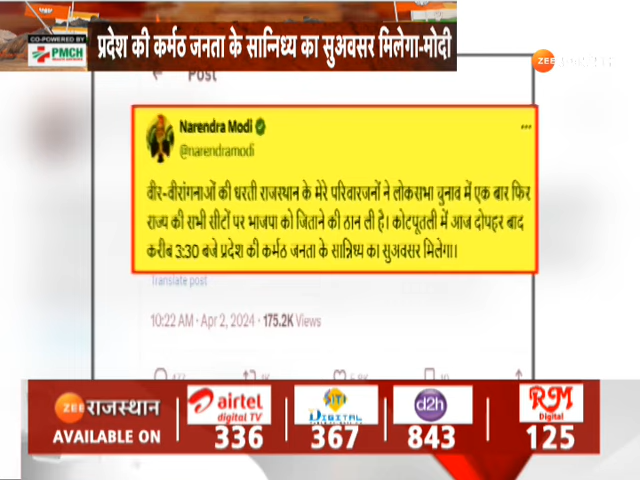 CO-POWERED BY
PMCH
प्रदेश की कर्मठ जनता के सान्निध्य का सुअवसर मिलेगा-मोदी
ZEE
Post
Narendra Modi
@narendramodi
वीर-वीरांगनाओं की धरती राजस्थान के मेरे परिवारजनों ने लोकसभा चुनाव में एक बार फिर
राज्य की सभी सीटों पर भाजपा को जिताने की ठान ली है। कोटपूतली में आज दोपहर बाद
करीब 3:30 बजे प्रदेश की कर्मठ जनता के सान्निध्य का सुअवसर मिलेगा।
Translate post
10:22 AM · Apr 2, 2024 · 175.2K Views
ZEE राजस्थान
AVAILABLE ON
airtel
digital TV
336
DIGITAL
367
d2h
843
RM
Digital
125